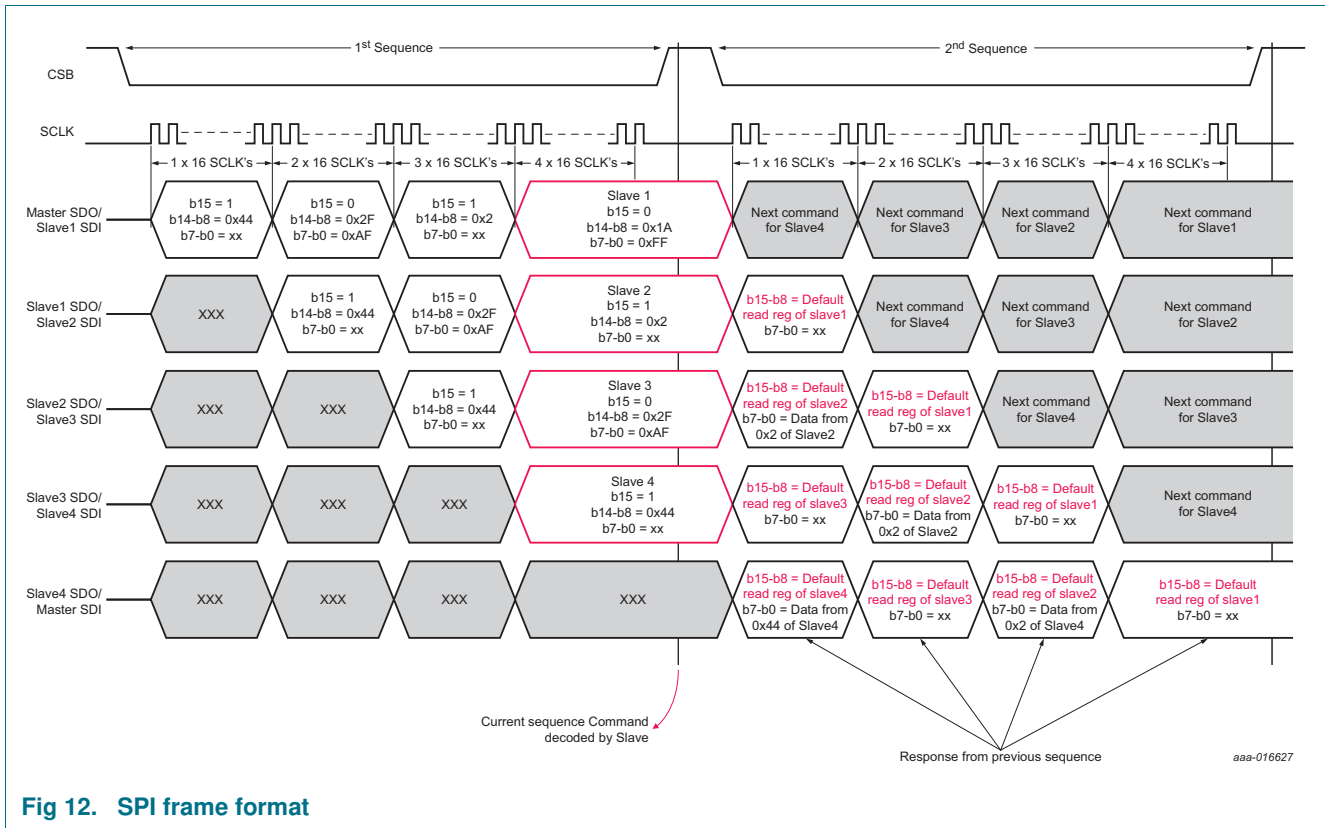 1st Sequence
2nd Sequence
CSB
SCLK
1 x 16 SCLK's
2 x 16 SCLK's
3 x 16 SCLK's
4 x 16 SCLK's
1 x 16 SCLK's
2 x 16 SCLK's
3 x 16 SCLK's
4 x 16 SCLK's
Master SDO/
Slave1 SDI
b15 = 1
b14-b8 = 0x44
b7-b0 = xx
b15 = 0
b14-b8 = 0x2F
b7-b0 = 0xAF
b15 = 1
b14-b8 = 0x2
b7-b0 = xx
Slave 1
b15 = 0
b14-b8 = 0x1A
b7-b0 = 0xFF
Next command
for Slave4
Next command
for Slave3
Next command
for Slave2
Next command
for Slave1
Slave1 SDO/
Slave2 SDI
XXX
b15 = 1
b14-b8 = 0x44
b7-b0 = xx
b15 = 0
b14-b8 = 0x2F
b7-b0 = 0xAF
Slave 2
b15 = 1
b14-b8 = 0x2
b7-b0 = xx
b15-b8 = Default
read reg of slave1
b7-b0 = xx
Next command
for Slave4
Next command
for Slave3
Next command
for Slave2
Slave2 SDO/
Slave3 SDI
XXX
XXX
b15 = 1
b14-b8 = 0x44
b7-b0 = xx
Slave 3
b15 = 0
b14-b8 = 0x2F
b7-b0 = 0xAF
b15-b8 = Default
read reg of slave2
b7-b0 = Data from
0x2 of Slave2
b15-b8 = Default
read reg of slave1
b7-b0 = xx
Next command
for Slave4
Next command
for Slave3
Slave3 SDO/
Slave4 SDI
XXX
XXX
XXX
Slave 4
b15 = 1
b14-b8 = 0x44
b7-b0 = xx
b15-b8 = Default
read reg of slave3
b7-b0 = xx
b15-b8 = Default
read reg of slave2
b7-b0 = Data from
0x2 of Slave2
b15-b8 = Default
read reg of slave1
b7-b0 = xx
Next command
for Slave4
Slave4 SDO/
Master SDI
XXX
XXX
XXX
XXX
b15-b8 = Default
read reg of slave4
b7-b0 = Data from
0x44 of Slave4
b15-b8 = Default
read reg of slave3
b7-b0 = xx
b15-b8 = Default
read reg of slave2
b7-b0 = Data from
0x2 of Slave4
b15-b8 = Default
read reg of slave1
b7-b0 = xx
Current sequence Command
decoded by Slave
Response from previous sequence
aaa-016627
Fig 12. SPI frame format